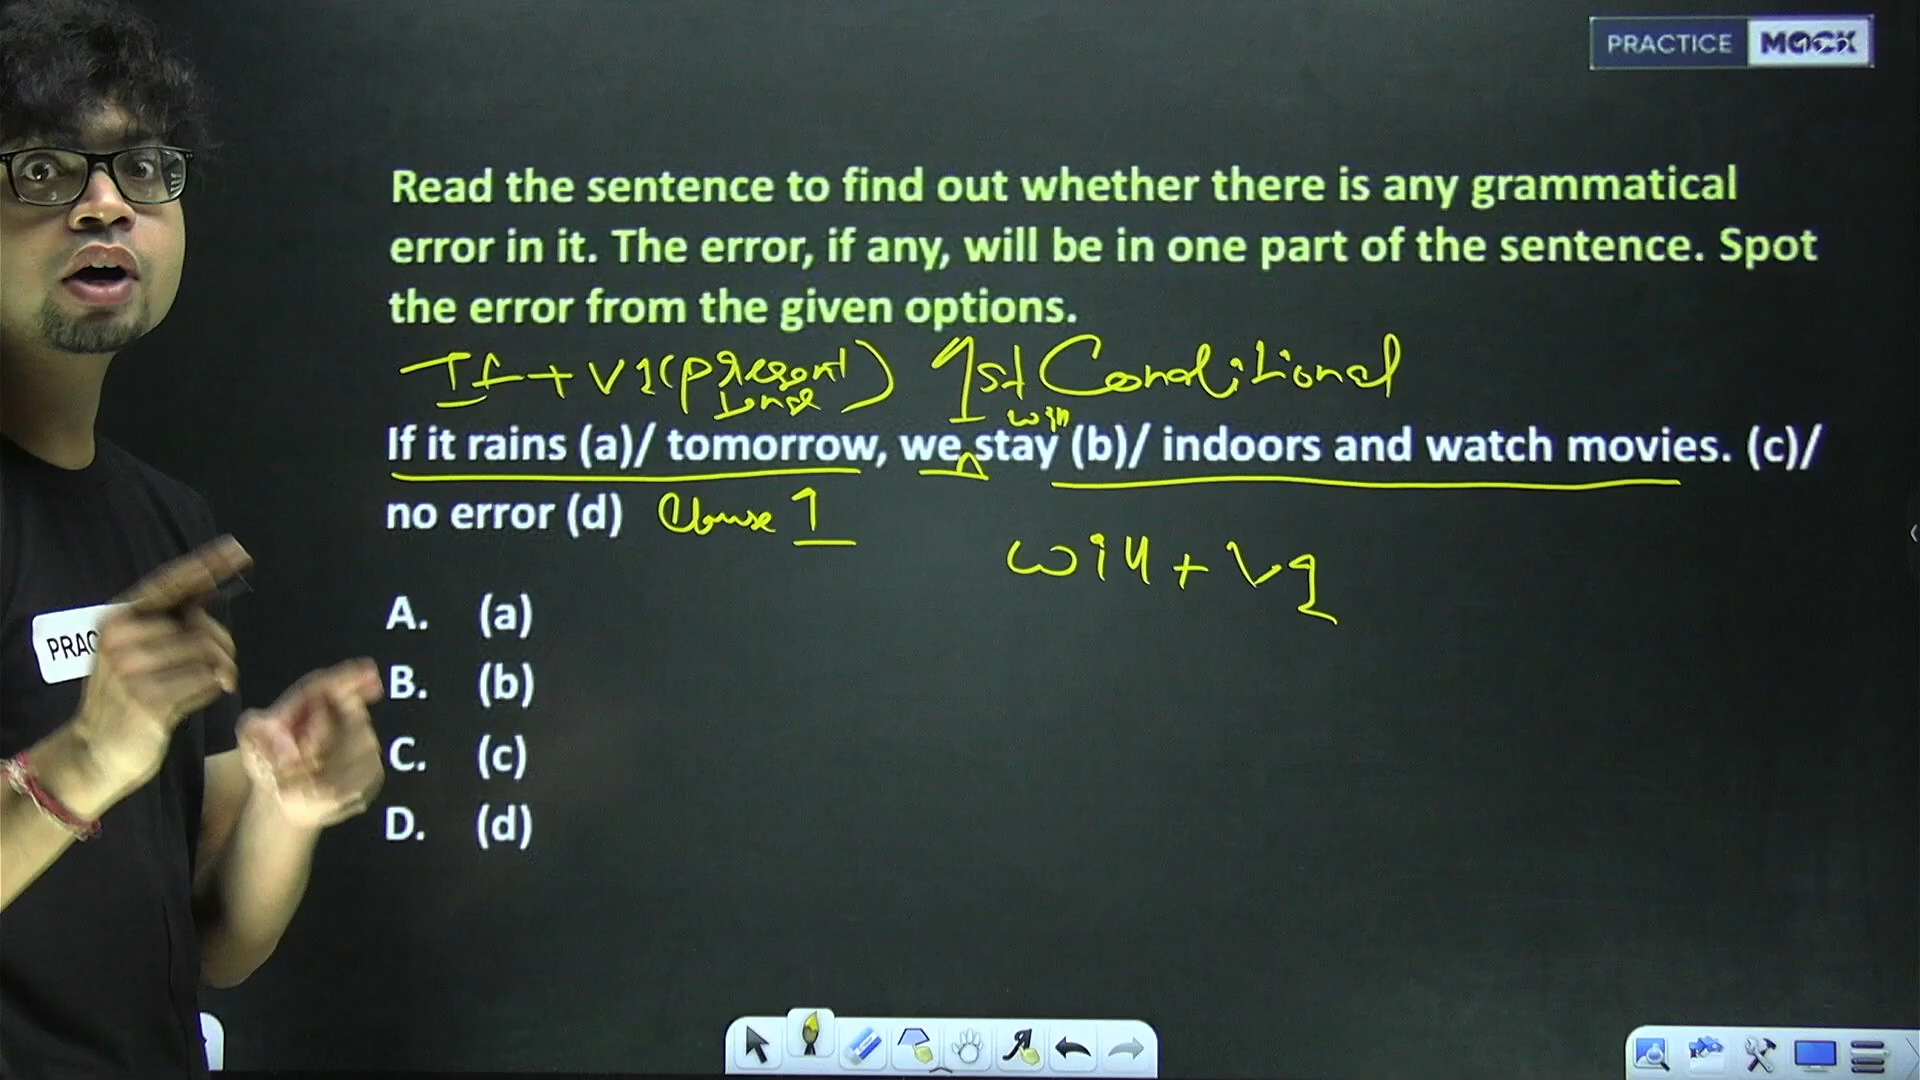 PRACTICE MOCK
Read the sentence to find out whether there is any grammatical
error in it. The error, if any, will be in one part of the sentence. Spot
the error from the given options.
If + V1 (present tense) 1st Conditional
will
If it rains (a)/ tomorrow, we stay (b)/ indoors and watch movies. (c)/
no error (d) Clause 1
will + V1
PRAC
A. (a)
B. (b)
C. (c)
D. (d)